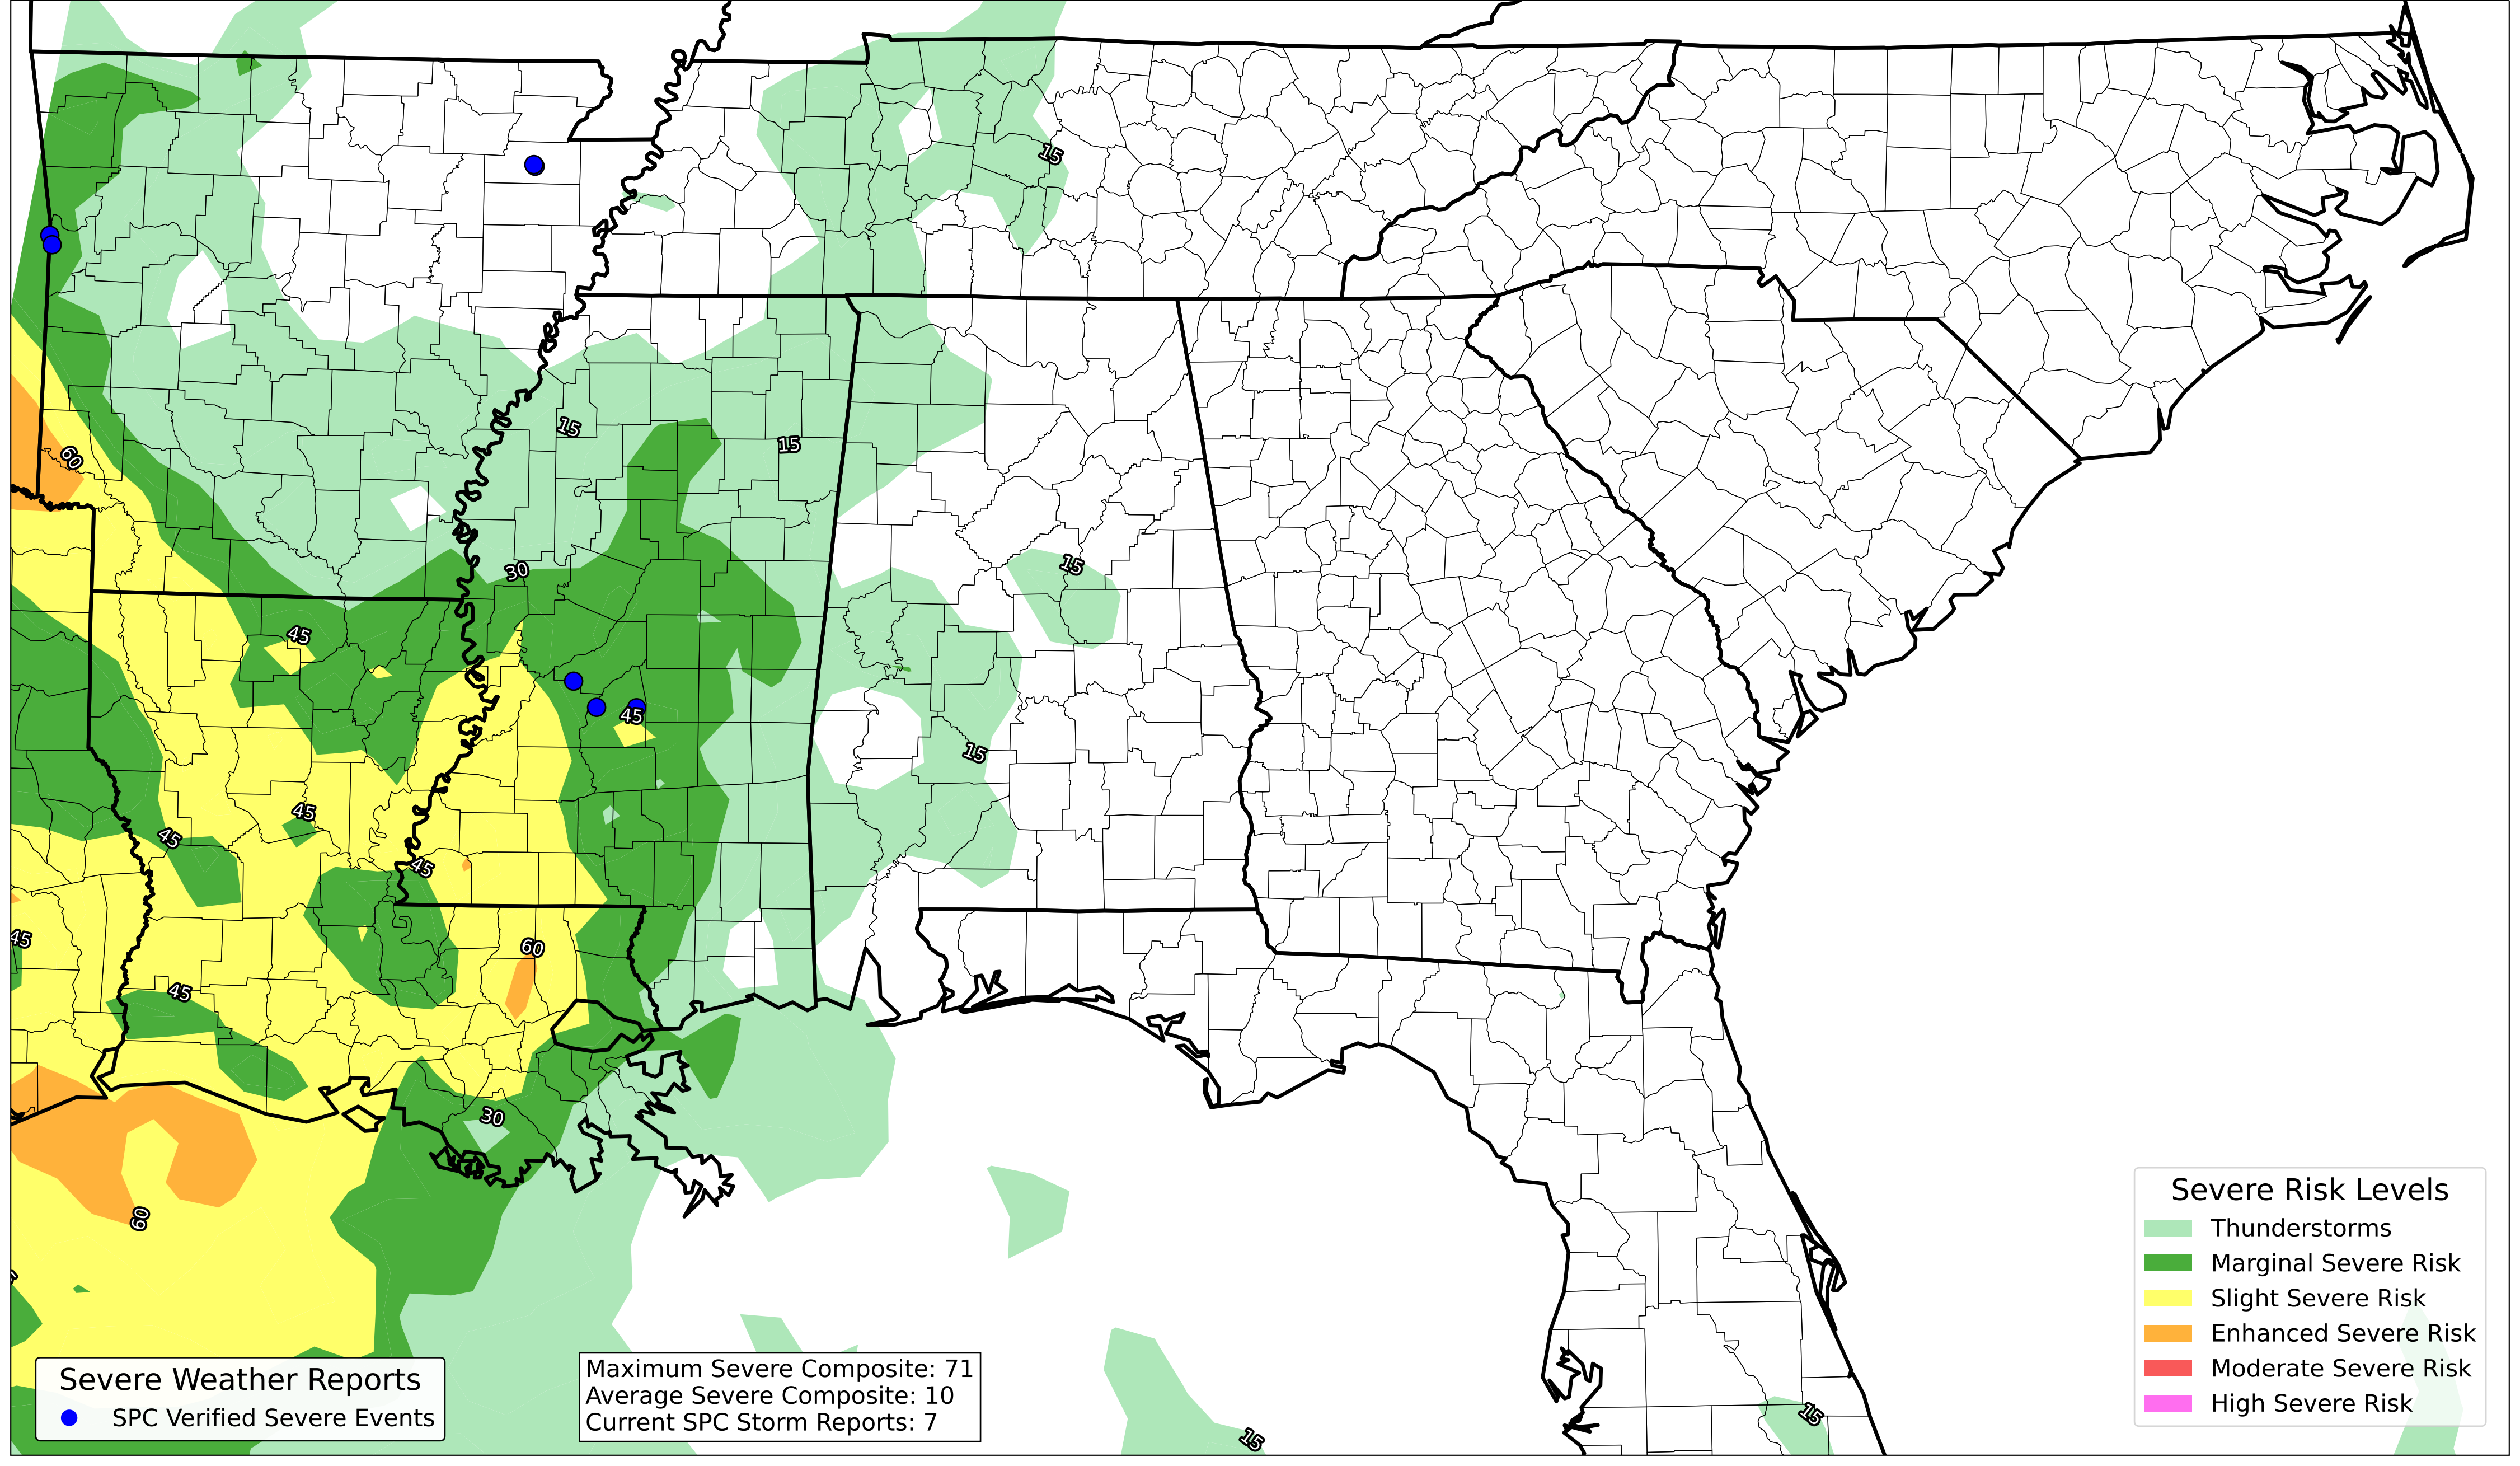 15
60
15
15
30
15
45
45
15
45
45
45
45
60
45
30
60
Severe Risk Levels
Thunderstorms
Marginal Severe Risk
Slight Severe Risk
Enhanced Severe Risk
Moderate Severe Risk
High Severe Risk
Severe Weather Reports
SPC Verified Severe Events
Maximum Severe Composite: 71
Average Severe Composite: 10
Current SPC Storm Reports: 7
15
15